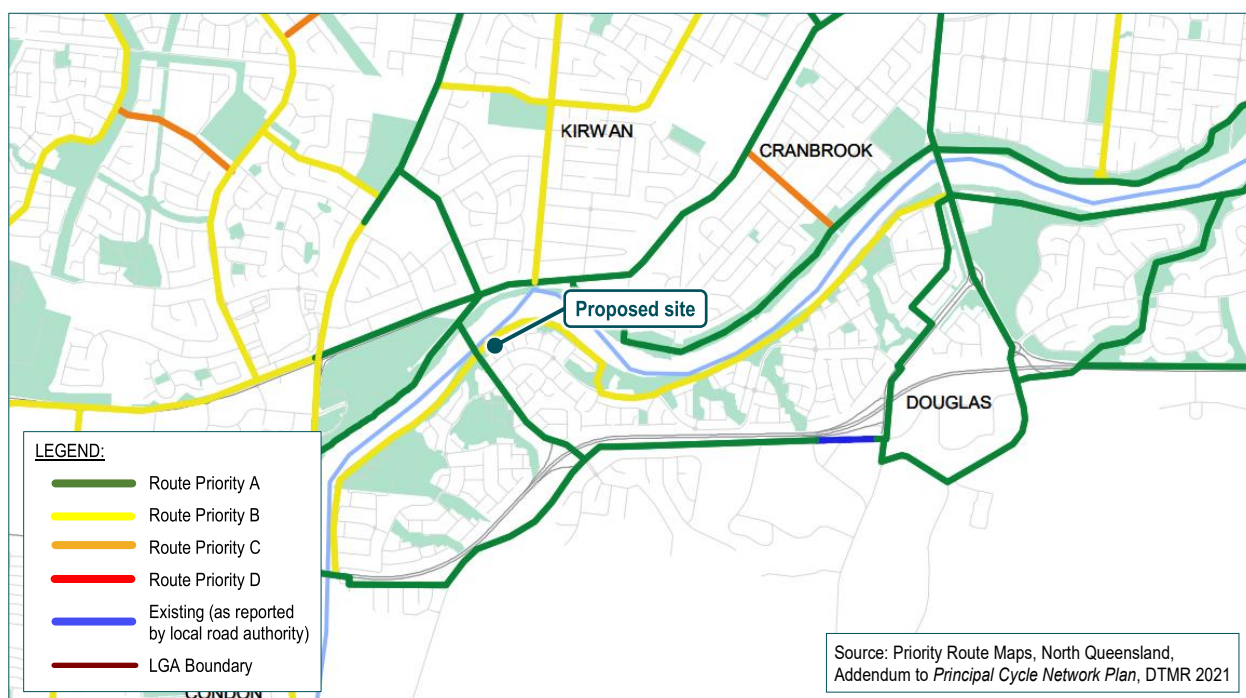 KIRWAN
CRANBROOK
Proposed site
DOUGLAS
LEGEND:
Route Priority A
Route Priority B
Route Priority C
Route Priority D
Existing (as reported
by local road authority)
LGA Boundary
CONDON
Source: Priority Route Maps, North Queensland,
Addendum to Principal Cycle Network Plan, DTMR 2021